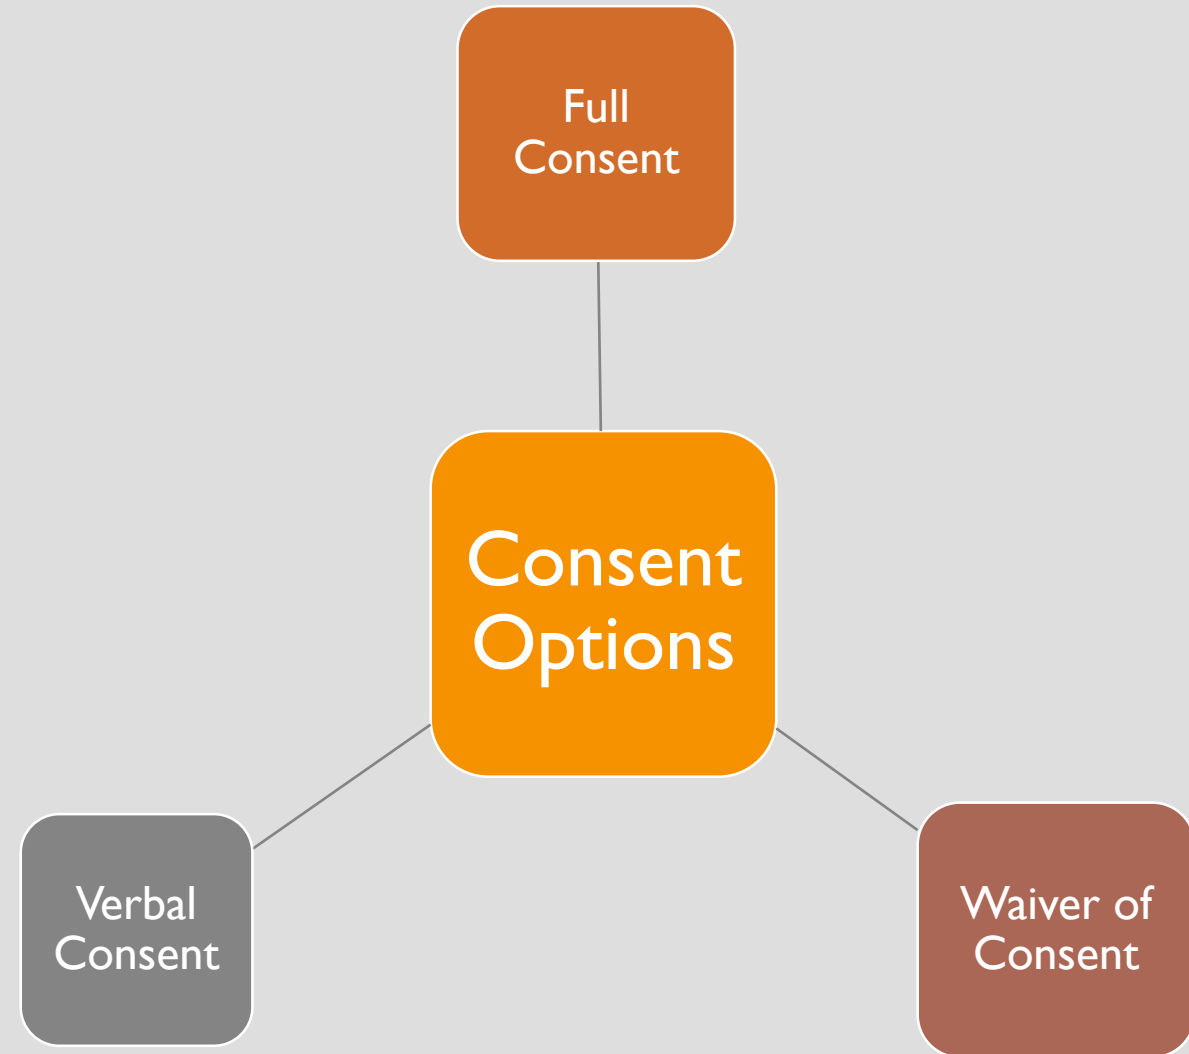 Full
Consent
Consent
Options
Verbal
Consent
Waiver of
Consent